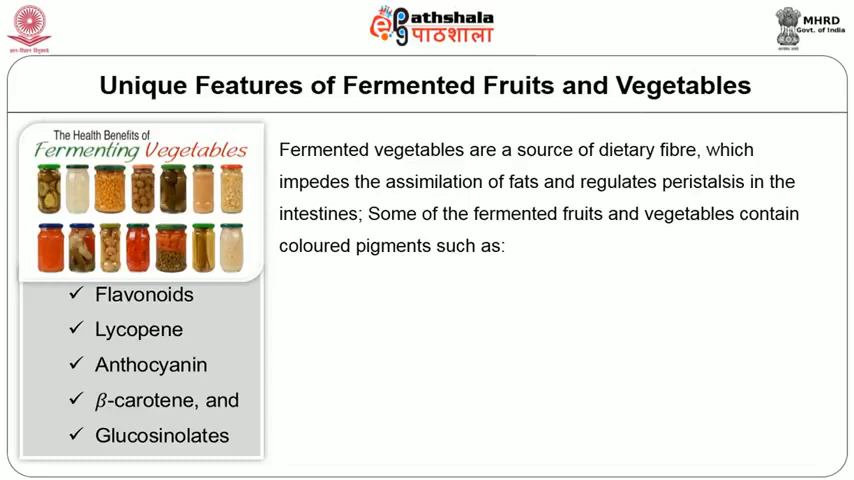 ePathshala
पाठशाला
MHRD
Govt. of India
Unique Features of Fermented Fruits and Vegetables
The Health Benefits of
Fermenting Vegetables
Fermented vegetables are a source of dietary fibre, which
impedes the assimilation of fats and regulates peristalsis in the
intestines; Some of the fermented fruits and vegetables contain
coloured pigments such as:
✓ Flavonoids
✓ Lycopene
✓ Anthocyanin
✓ β-carotene, and
✓ Glucosinolates